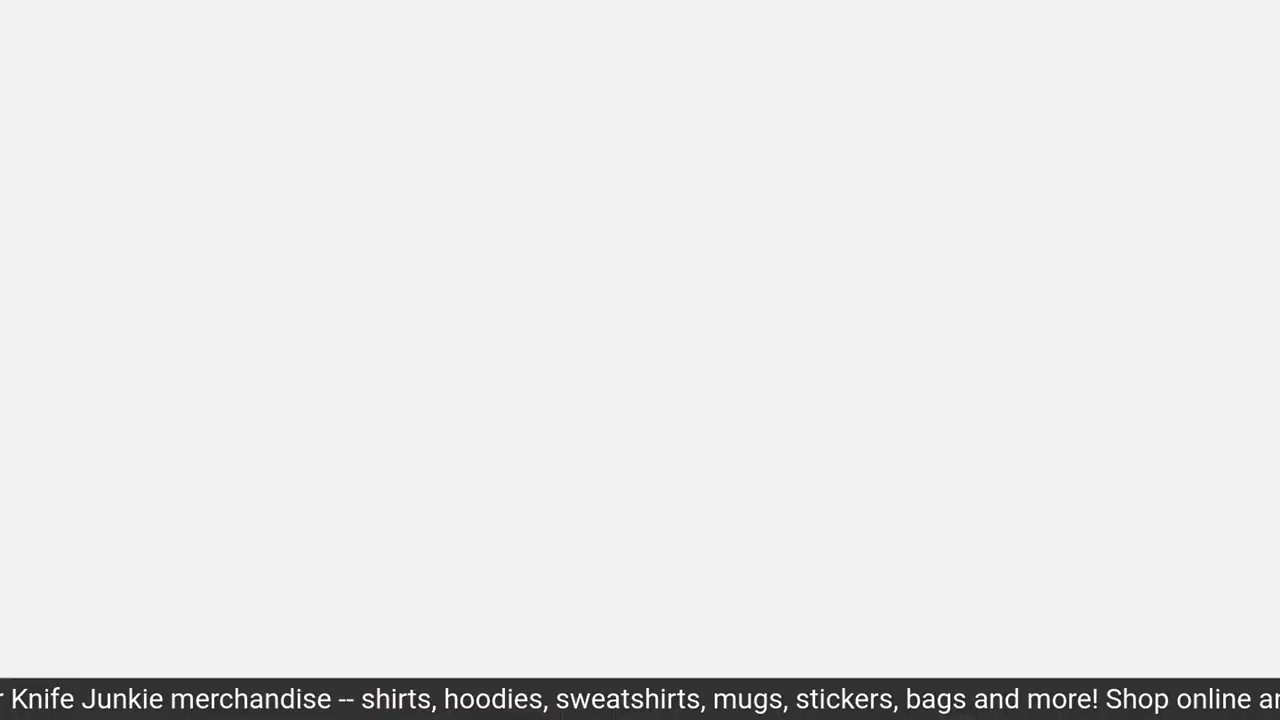 r Knife Junkie merchandise -- shirts, hoodies, sweatshirts, mugs, stickers, bags and more! Shop online a